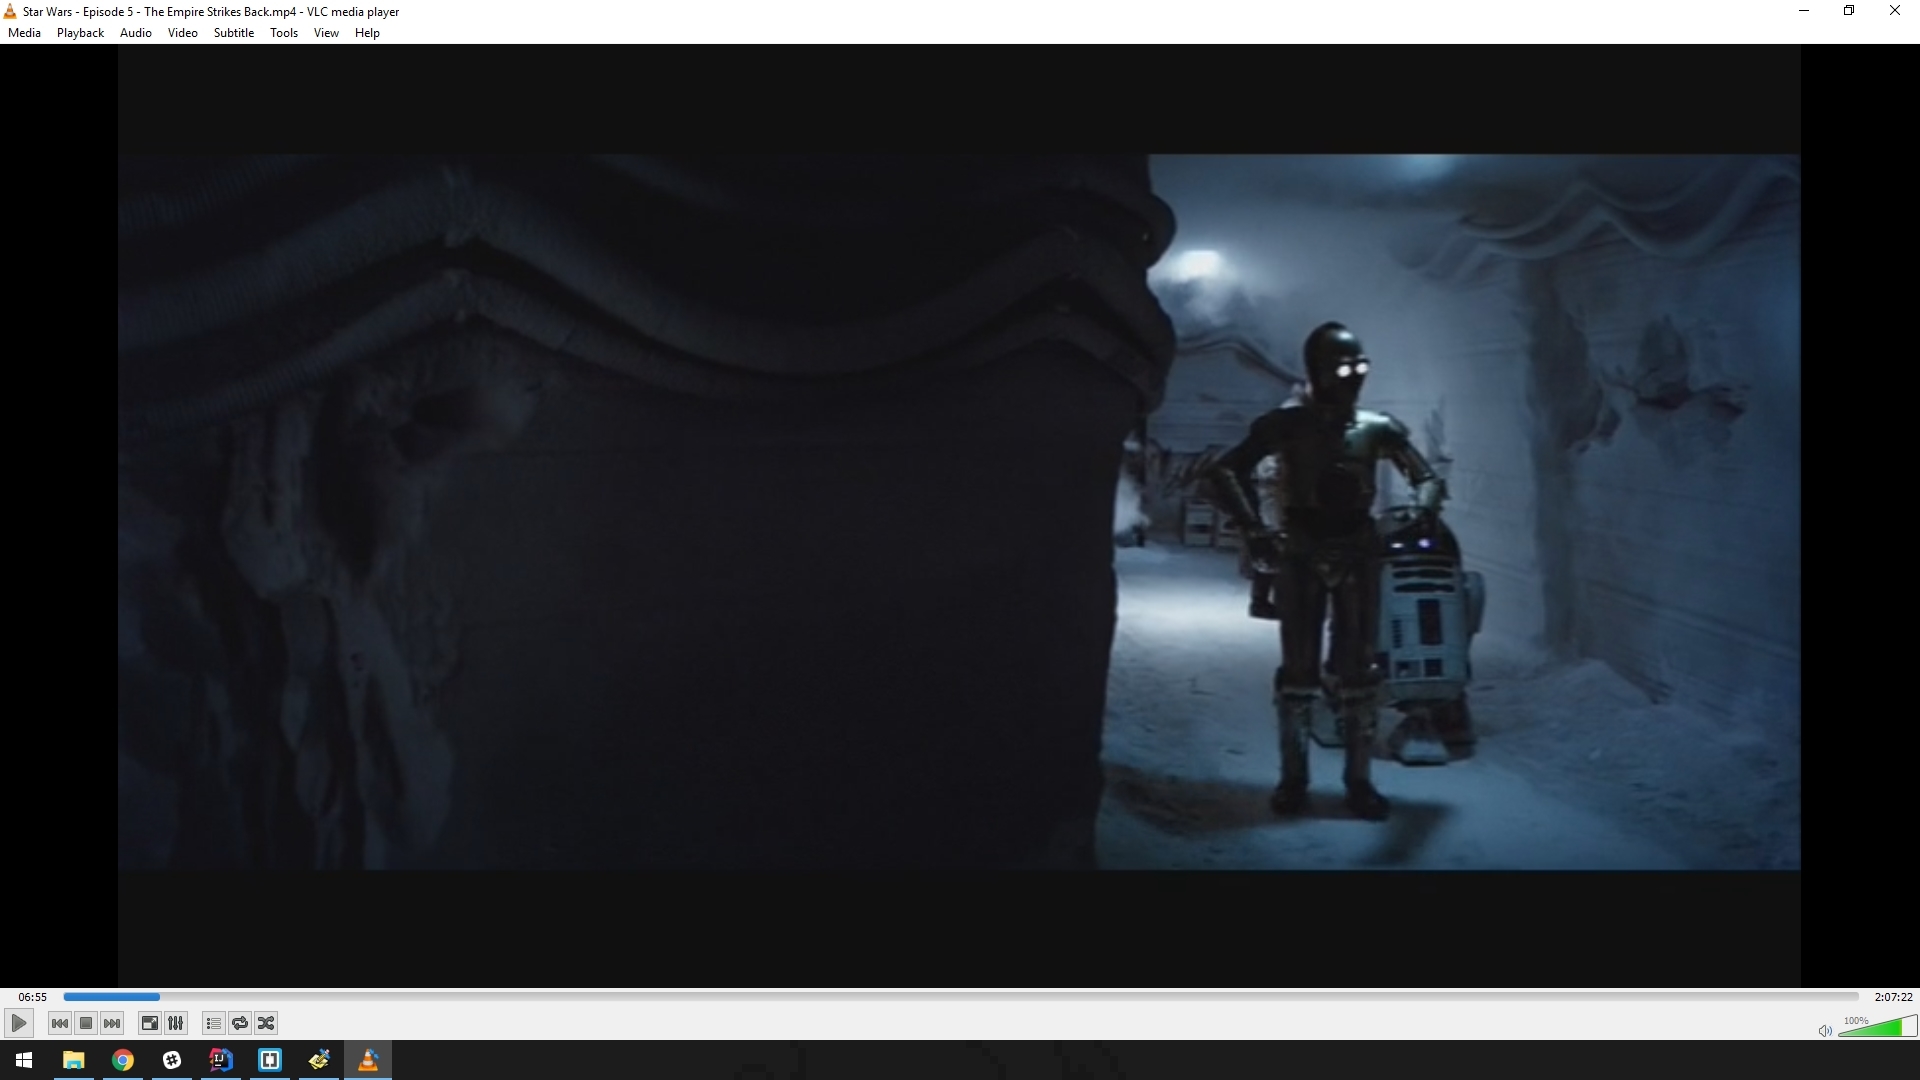 Star Wars - Episode 5 - The Empire Strikes Back.mp4 - VLC media player
Media Playback Audio Video Subtitle Tools View Help
06:55 2:07:22
100%